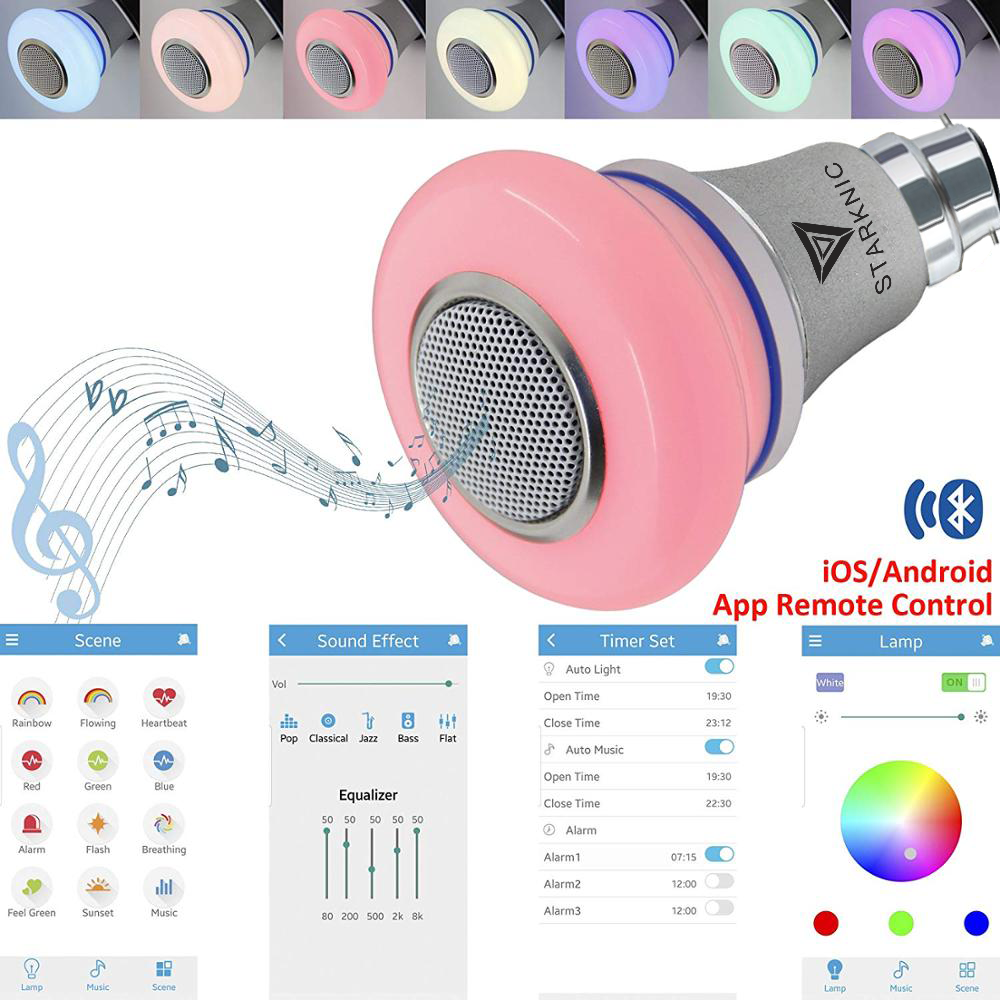 STARKNIC
iOS/Android
App Remote Control
Scene
Rainbow Flowing Heartbeat
Red Green Blue
Alarm Flash Breathing
Feel Green Sunset Music
Lamp Music Scene
Sound Effect
Vol
Pop Classical Jazz Bass Flat
Equalizer
50 50 50 50 50
80 200 500 2k 8k
Timer Set
Auto Light
Open Time 19:30
Close Time 23:12
Auto Music
Open Time 19:30
Close Time 22:30
Alarm
Alarm1 07:15
Alarm2 12:00
Alarm3 12:00
Lamp
White ON
Lamp Music Scene